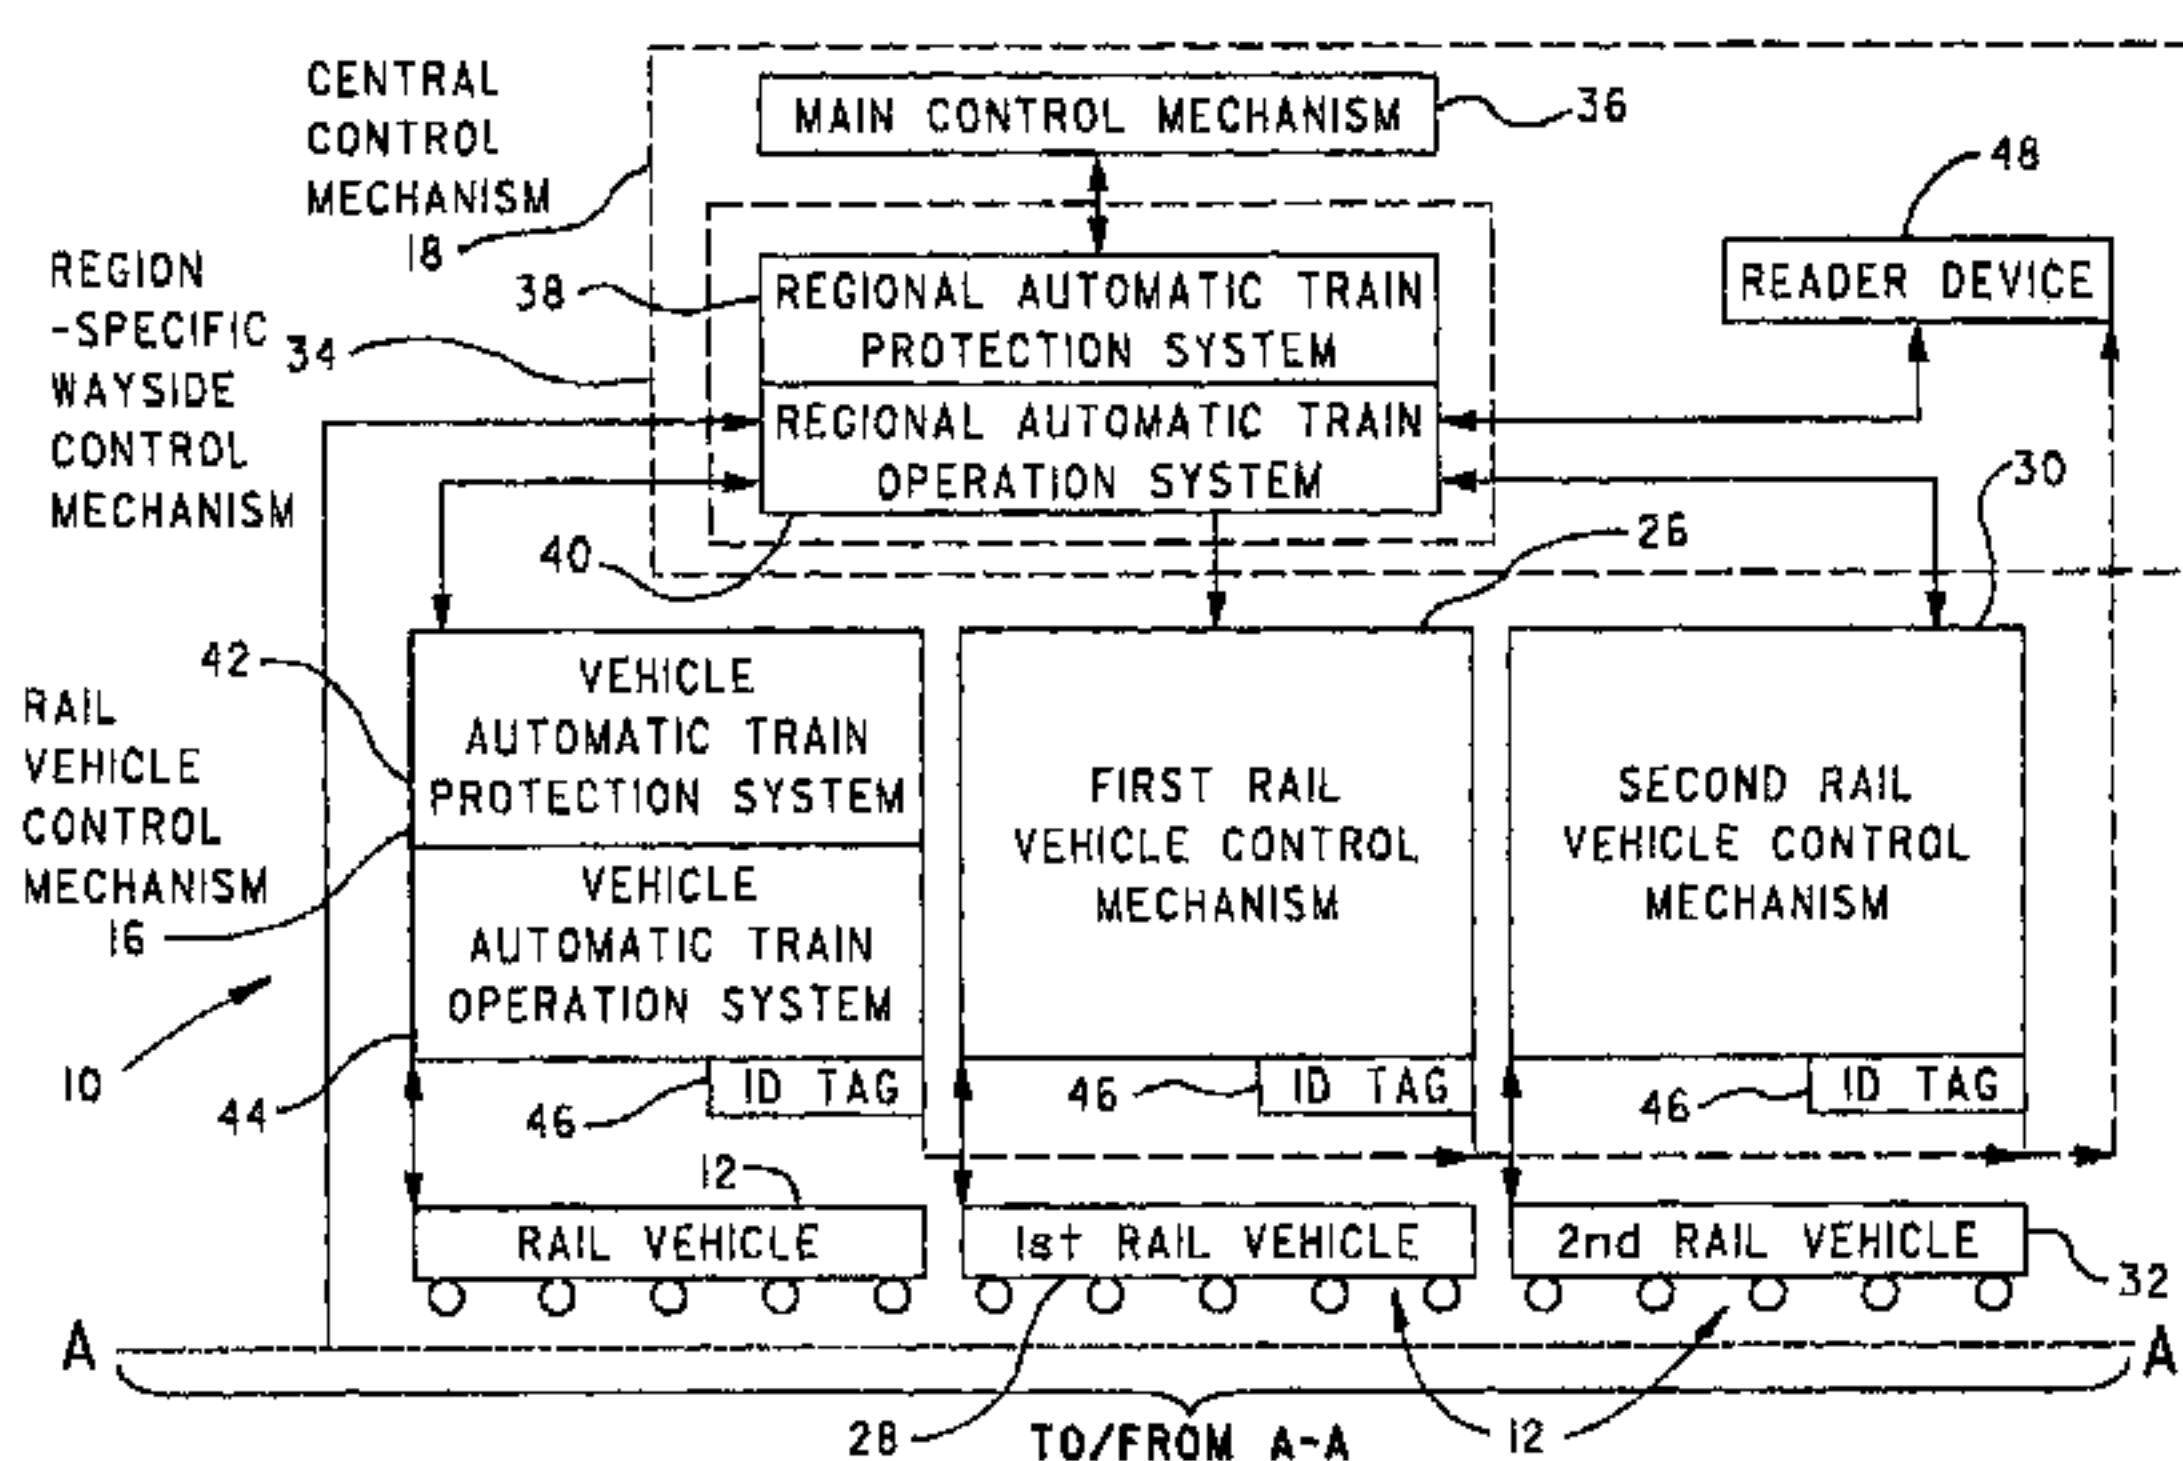 CENTRAL
CONTROL
MECHANISM
18
MAIN CONTROL MECHANISM
36
48
READER DEVICE
REGION
-SPECIFIC
WAYSIDE
CONTROL
MECHANISM
34
38
REGIONAL AUTOMATIC TRAIN
PROTECTION SYSTEM
REGIONAL AUTOMATIC TRAIN
OPERATION SYSTEM
40
26
30
42
RAIL
VEHICLE
CONTROL
MECHANISM
16
10
44
VEHICLE
AUTOMATIC TRAIN
PROTECTION SYSTEM
VEHICLE
AUTOMATIC TRAIN
OPERATION SYSTEM
46
ID TAG
FIRST RAIL
VEHICLE CONTROL
MECHANISM
46
ID TAG
SECOND RAIL
VEHICLE CONTROL
MECHANISM
46
ID TAG
12
RAIL VEHICLE
1st RAIL VEHICLE
2nd RAIL VEHICLE
32
A
A
28
TO/FROM A-A
12